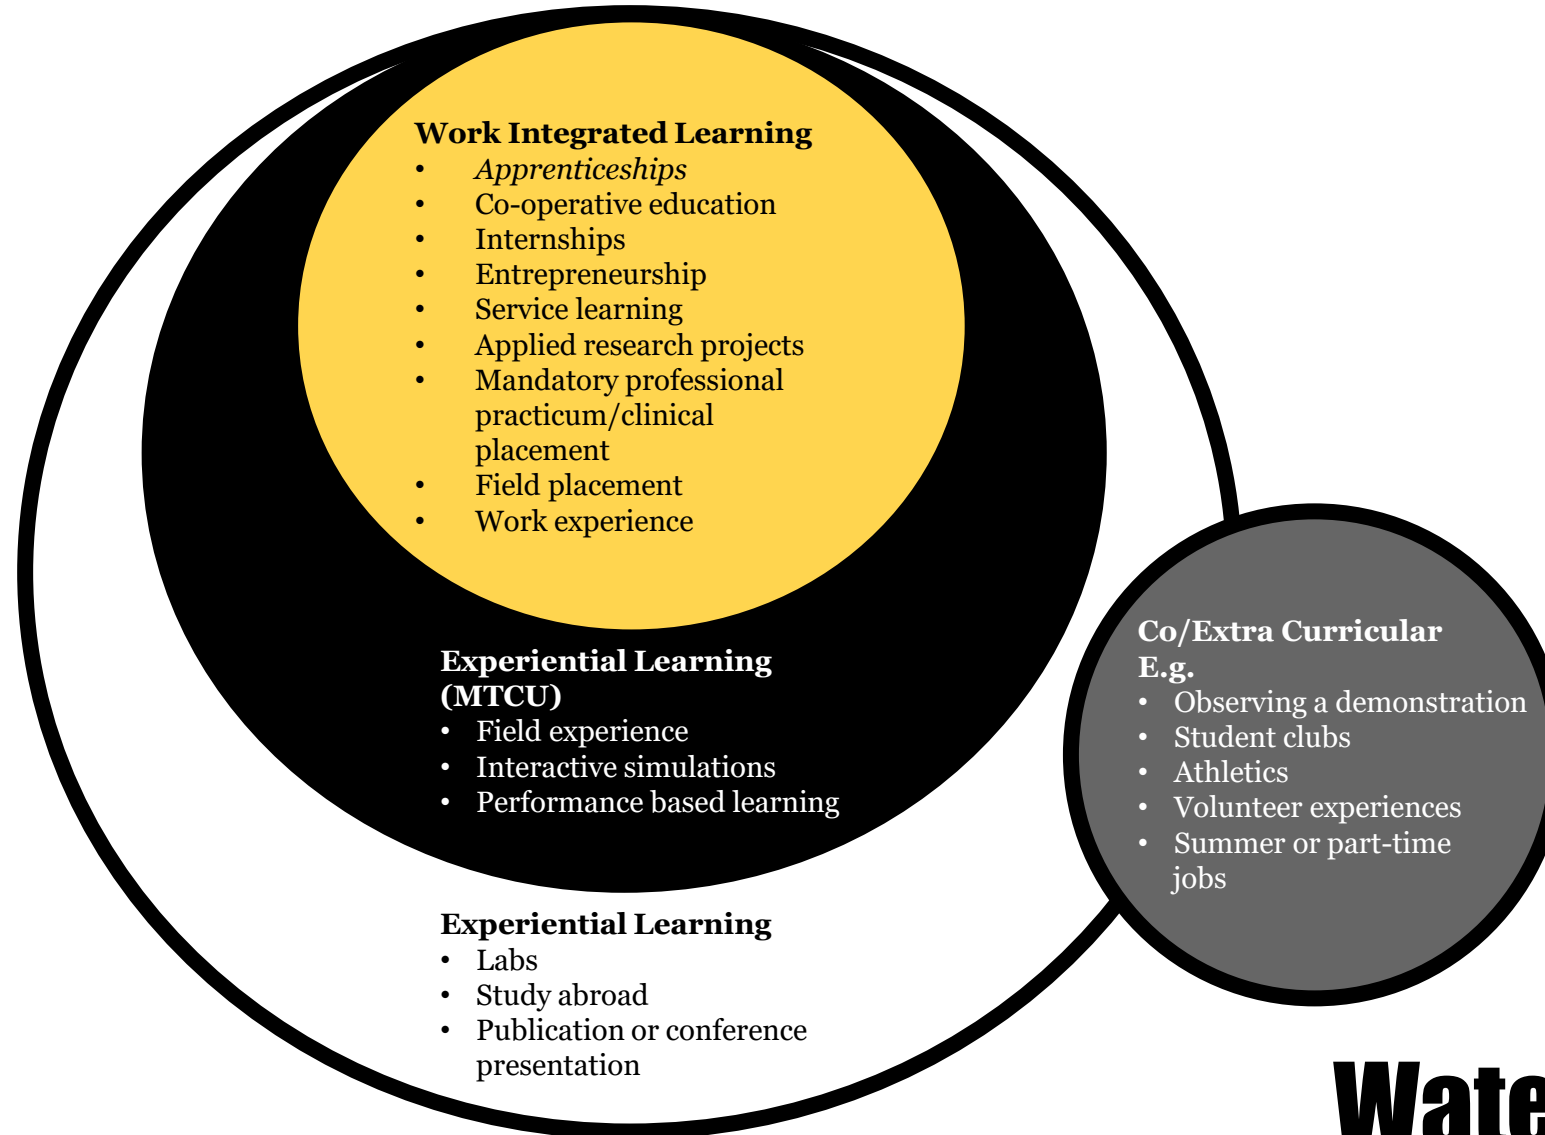 Work Integrated Learning
• Apprenticeships
• Co-operative education
• Internships
• Entrepreneurship
• Service learning
• Applied research projects
• Mandatory professional
practicum/clinical
placement
• Field placement
• Work experience
Experiential Learning
(MTCU)
• Field experience
• Interactive simulations
• Performance based learning
Experiential Learning
• Labs
• Study abroad
• Publication or conference
presentation
Co/Extra Curricular
E.g.
• Observing a demonstration
• Student clubs
• Athletics
• Volunteer experiences
• Summer or part-time
jobs
Wate